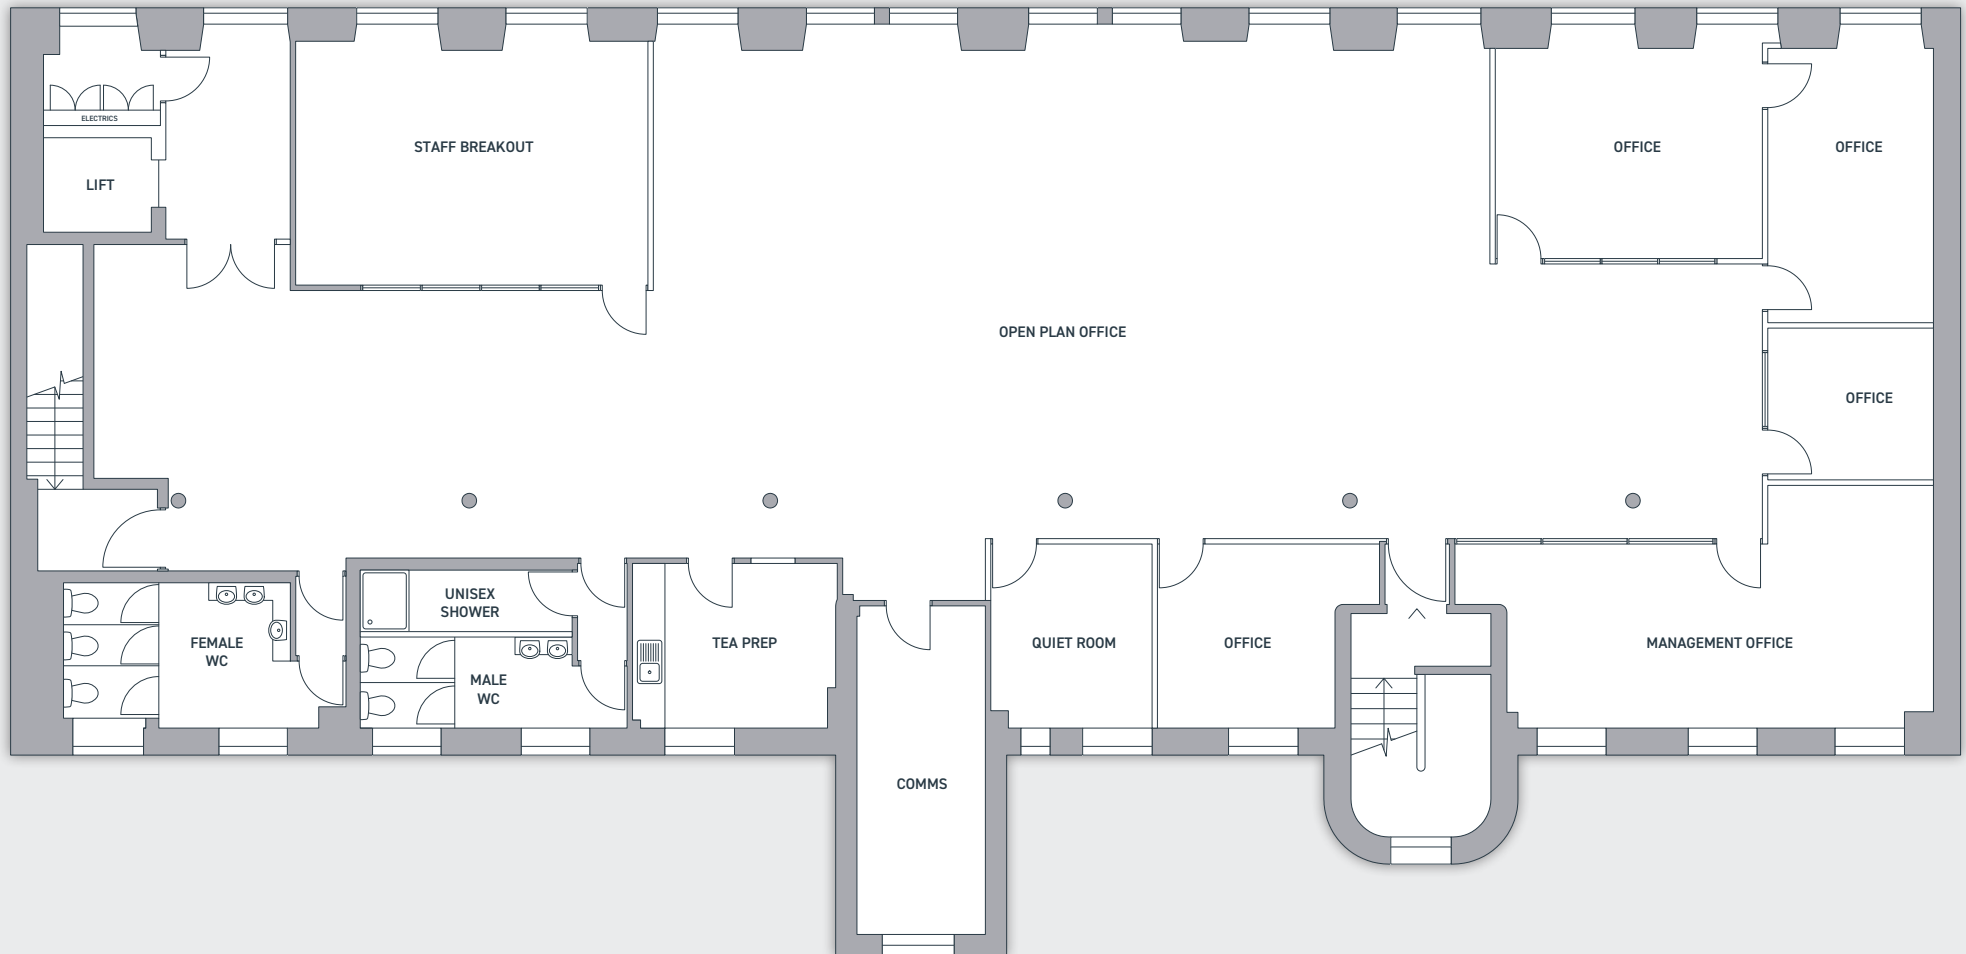 ELECTRICS
STAFF BREAKOUT
OFFICE
OFFICE
LIFT
OPEN PLAN OFFICE
OFFICE
UNISEX
SHOWER
FEMALE
WC
TEA PREP
QUIET ROOM
OFFICE
MANAGEMENT OFFICE
MALE
WC
COMMS